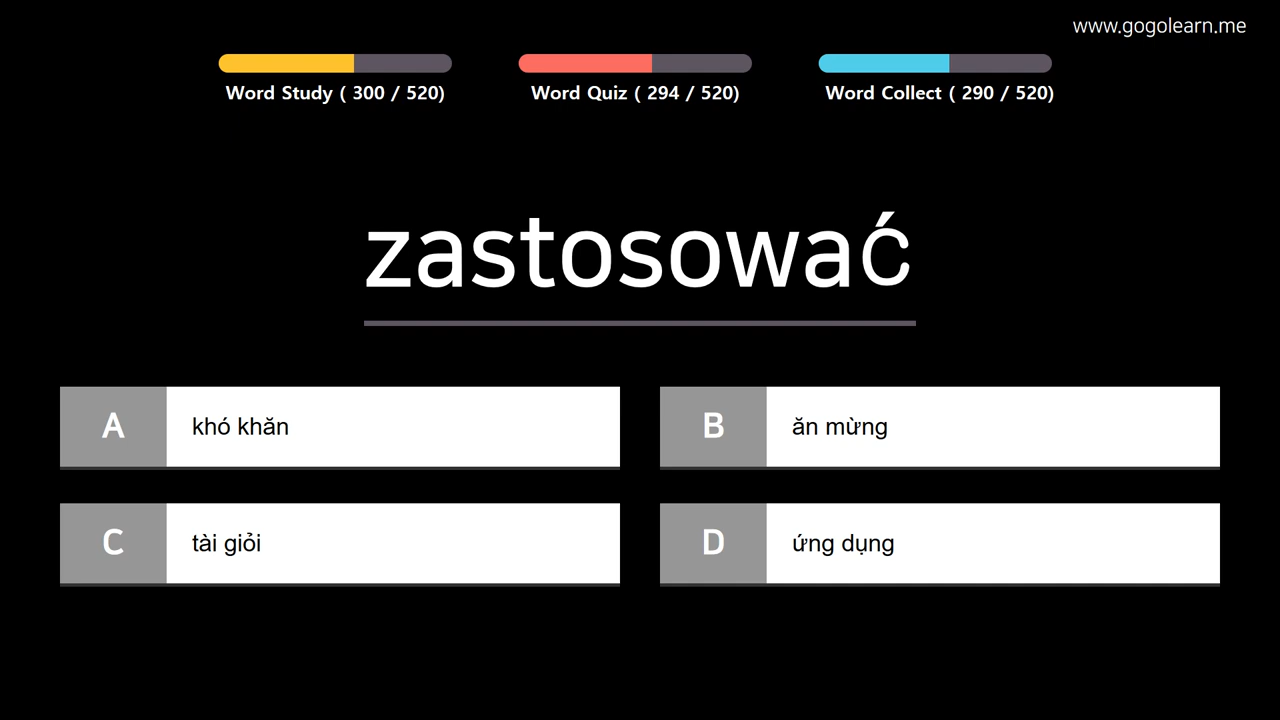 www.gogolearn.me
Word Study ( 300 / 520)
Word Quiz ( 294 / 520)
Word Collect ( 290 / 520)
zastosować
A khó khăn
B ăn mừng
C tài giỏi
D ứng dụng